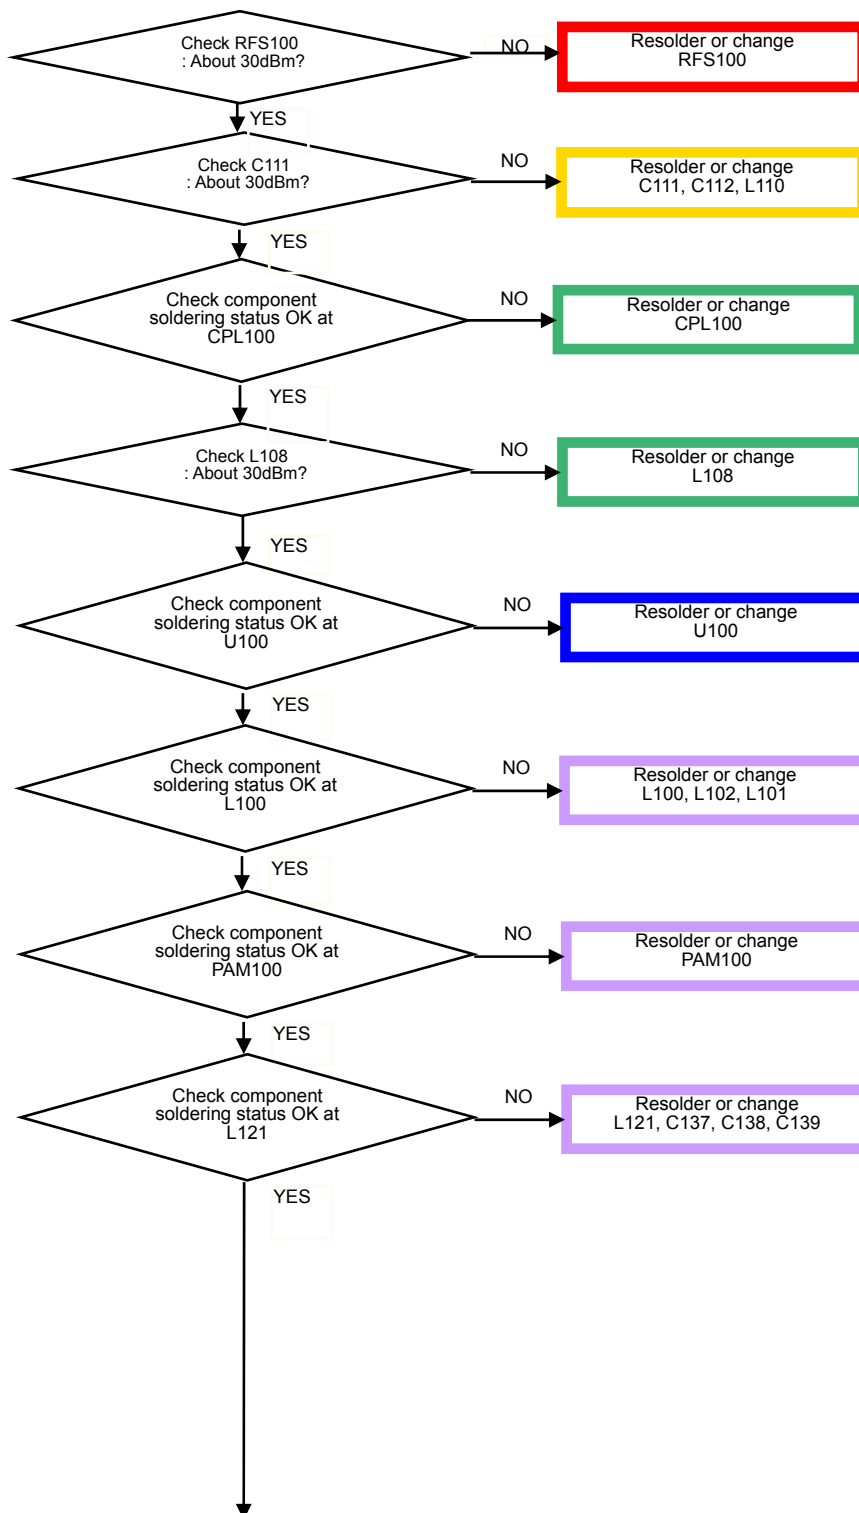 Check RFS100
: About 30dBm?
NO
Resolder or change
RFS100
YES
Check C111
: About 30dBm?
NO
Resolder or change
C111, C112, L110
YES
Check component
soldering status OK at
CPL100
NO
Resolder or change
CPL100
YES
Check L108
: About 30dBm?
NO
Resolder or change
L108
YES
Check component
soldering status OK at
U100
NO
Resolder or change
U100
YES
Check component
soldering status OK at
L100
NO
Resolder or change
L100, L102, L101
YES
Check component
soldering status OK at
PAM100
NO
Resolder or change
PAM100
YES
Check component
soldering status OK at
L121
NO
Resolder or change
L121, C137, C138, C139
YES